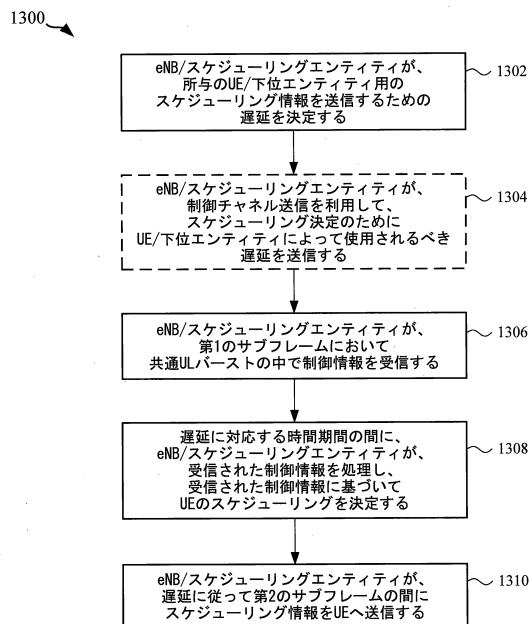 1300
eNB/スケジューリングエンティティが、
所与のUE/下位エンティティ用の
スケジューリング情報を送信するための
遅延を決定する
1302
eNB/スケジューリングエンティティが、
制御チャネル送信を利用して、
スケジューリング決定のために
UE/下位エンティティによって使用されるべき
遅延を送信する
1304
eNB/スケジューリングエンティティが、
第1のサブフレームにおいて
共通ULバーストの中で制御情報を受信する
1306
遅延に対応する時間期間の間に、
eNB/スケジューリングエンティティが、
受信された制御情報を処理し、
受信された制御情報に基づいて
UEのスケジューリングを決定する
1308
eNB/スケジューリングエンティティが、
遅延に従って第2のサブフレームの間に
スケジューリング情報をUEへ送信する
1310